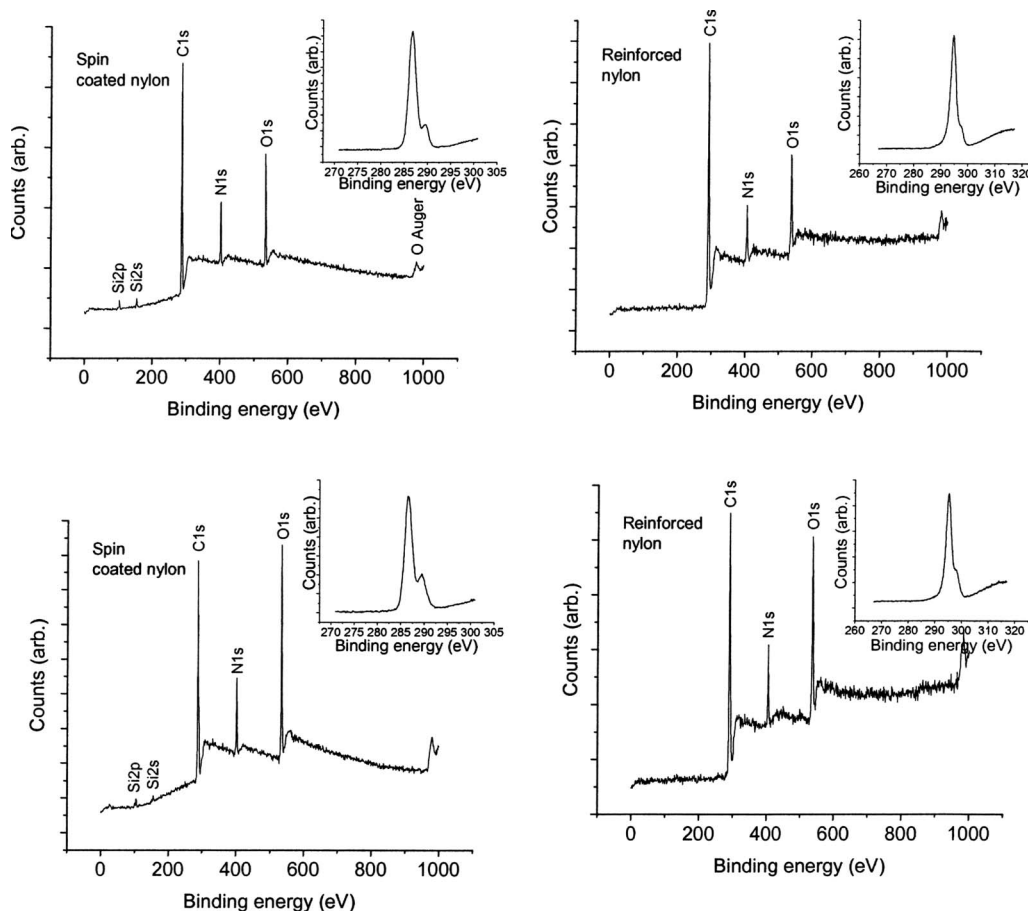 Spin
coated nylon
Counts (arb.)
Si2p
Si2s
C1s
N1s
O1s
O Auger
0 200 400 600 800 1000
Binding energy (eV)
Counts (arb.)
270 275 280 285 290 295 300 305
Binding energy (eV)
Reinforced
nylon
Counts (arb.)
C1s
N1s
O1s
0 200 400 600 800 1000
Binding energy (eV)
Counts (arb.)
260 270 280 290 300 310 320
Binding energy (eV)
Spin
coated nylon
Counts (arb.)
Si2p
Si2s
C1s
N1s
O1s
0 200 400 600 800 1000
Binding energy (eV)
Counts (arb.)
270 275 280 285 290 295 300 305
Binding energy (eV)
Reinforced
nylon
Counts (arb.)
C1s
N1s
O1s
0 200 400 600 800 1000
Binding energy (eV)
Counts (arb.)
260 270 280 290 300 310 320
Binding energy (eV)